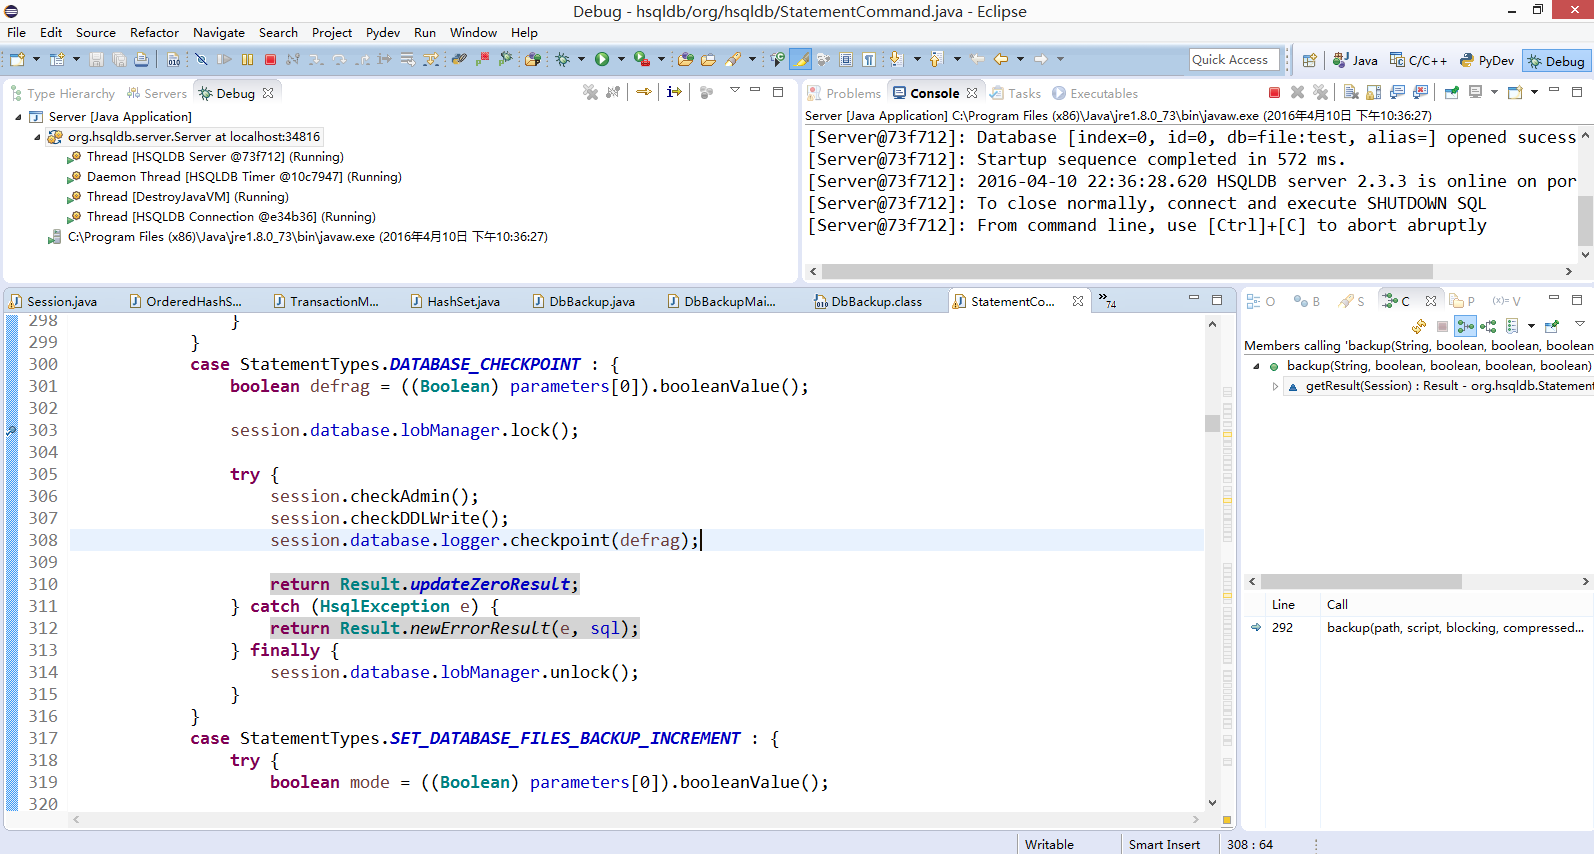 Debug - hsqldb/org/hsqldb/StatementCommand.java - Eclipse
File Edit Source Refactor Navigate Search Project Pydev Run Window Help
Quick Access Java C/C++ PyDev Debug
Type Hierarchy Servers Debug
Server [Java Application]
org.hsqldb.server.Server at localhost:34816
Thread [HSQLDB Server @73f712] (Running)
Daemon Thread [HSQLDB Timer @10c7947] (Running)
Thread [DestroyJavaVM] (Running)
Thread [HSQLDB Connection @e34b36] (Running)
C:\Program Files (x86)\Java\jre1.8.0_73\bin\javaw.exe (2016年4月10日 下午10:36:27)
Problems Console Tasks Executables
Server [Java Application] C:\Program Files (x86)\Java\jre1.8.0_73\bin\javaw.exe (2016年4月10日 下午10:36:27)
[Server@73f712]: Database [index=0, id=0, db=file:test, alias=] opened sucess
[Server@73f712]: Startup sequence completed in 572 ms.
[Server@73f712]: 2016-04-10 22:36:28.620 HSQLDB server 2.3.3 is online on por
[Server@73f712]: To close normally, connect and execute SHUTDOWN SQL
[Server@73f712]: From command line, use [Ctrl]+[C] to abort abruptly
Session.java OrderedHashS... TransactionM... HashSet.java DbBackup.java DbBackupMai... DbBackup.class StatementCo... »74
298 }
299 }
300 case StatementTypes.DATABASE_CHECKPOINT : {
301 boolean defrag = ((Boolean) parameters[0]).booleanValue();
302
303 session.database.lobManager.lock();
304
305 try {
306 session.checkAdmin();
307 session.checkDDLWrite();
308 session.database.logger.checkpoint(defrag);
309
310 return Result.updateZeroResult;
311 } catch (HsqlException e) {
312 return Result.newErrorResult(e, sql);
313 } finally {
314 session.database.lobManager.unlock();
315 }
316 }
317 case StatementTypes.SET_DATABASE_FILES_BACKUP_INCREMENT : {
318 try {
319 boolean mode = ((Boolean) parameters[0]).booleanValue();
320
O B S C P (x)= V
Members calling 'backup(String, boolean, boolean, boolean
backup(String, boolean, boolean, boolean, boolean)
getResult(Session) : Result - org.hsqldb.Statement
Line Call
292 backup(path, script, blocking, compressed...
Writable Smart Insert 308 : 64